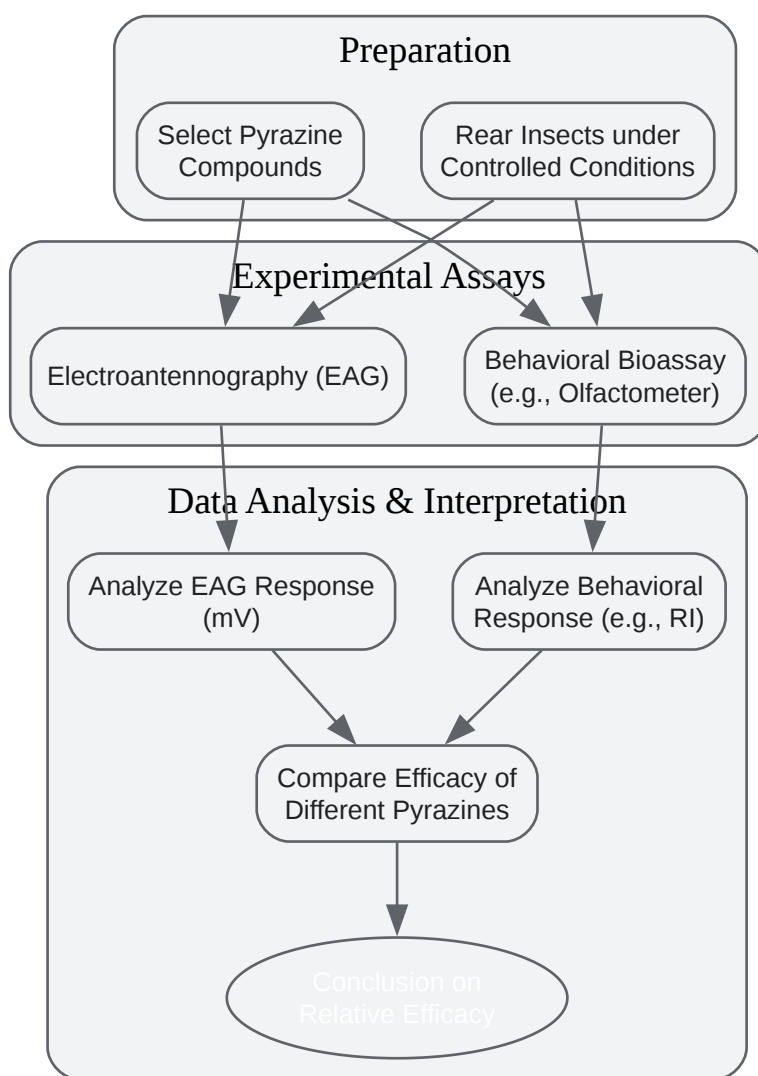 Preparation
Select Pyrazine
Compounds
Rear Insects under
Controlled Conditions
Experimental Assays
Electroantennography (EAG)
Behavioral Bioassay
(e.g., Olfactometer)
Data Analysis & Interpretation
Analyze EAG Response
(mV)
Analyze Behavioral
Response (e.g., RI)
Compare Efficacy of
Different Pyrazines
Conclusion on
Relative Efficacy